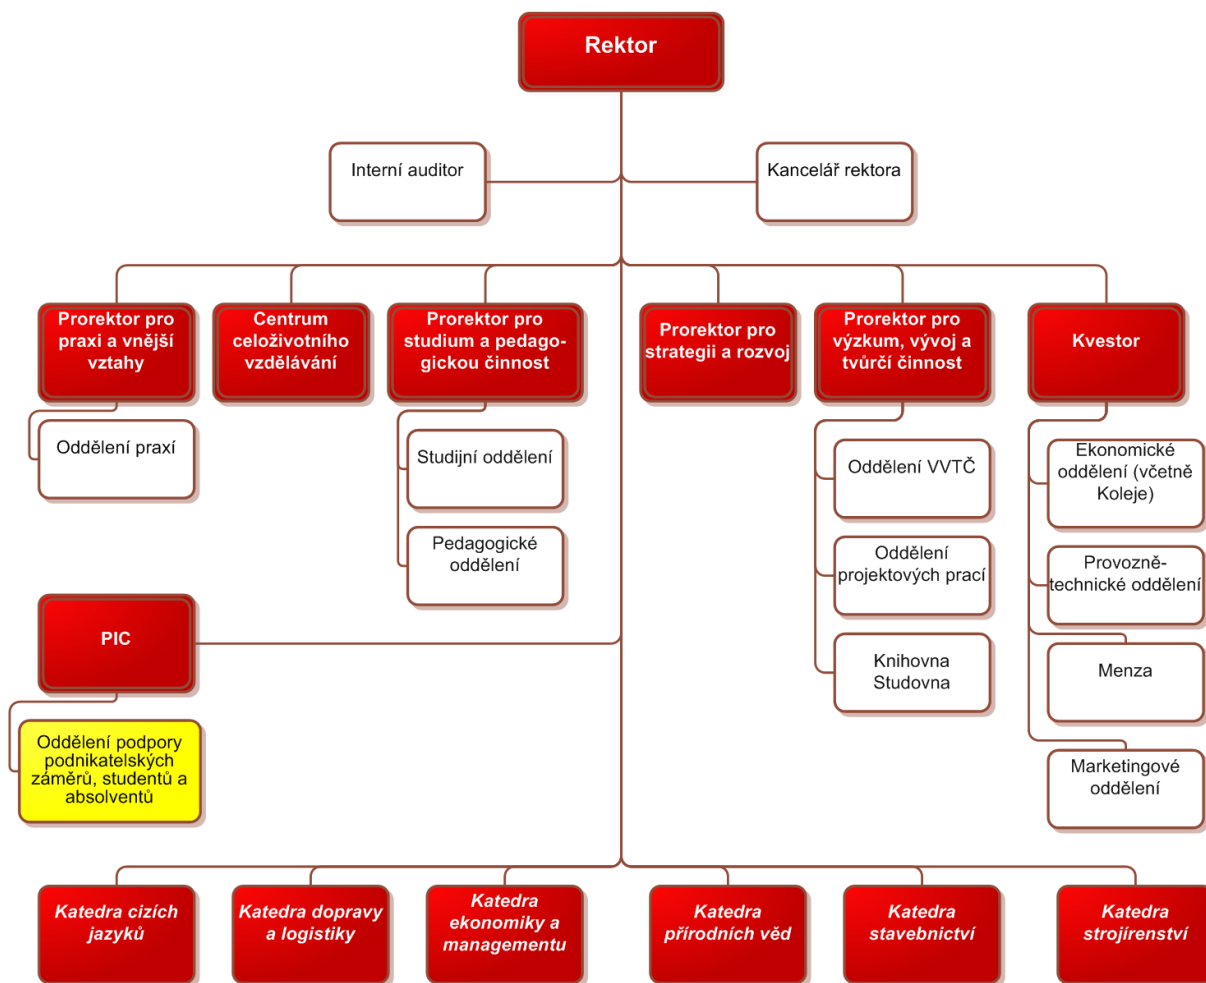 Rektor
Interní auditor
Kancelář rektora
Prorektor pro
praxi a vnější
vztahy
Centrum
celoživotního
vzdělávání
Prorektor pro
studium a pedago-
gickou činnost
Prorektor pro
strategii a rozvoj
Prorektor pro
výzkum, vývoj a
tvůrčí činnost
Kvestor
Oddělení praxí
Studijní oddělení
Pedagogické
oddělení
Oddělení VVTČ
Oddělení
projektových prací
Knihovna
Studovna
Ekonomické
oddělení (včetně
Koleje)
Provozně-
technické oddělení
Menza
Marketingové
oddělení
PIC
Oddělení podpory
podnikatelských
záměrů, studentů a
absolventů
Katedra cizích
jazyků
Katedra dopravy
a logistiky
Katedra
ekonomiky a
managementu
Katedra
přírodních věd
Katedra
stavebnictví
Katedra
strojírenství